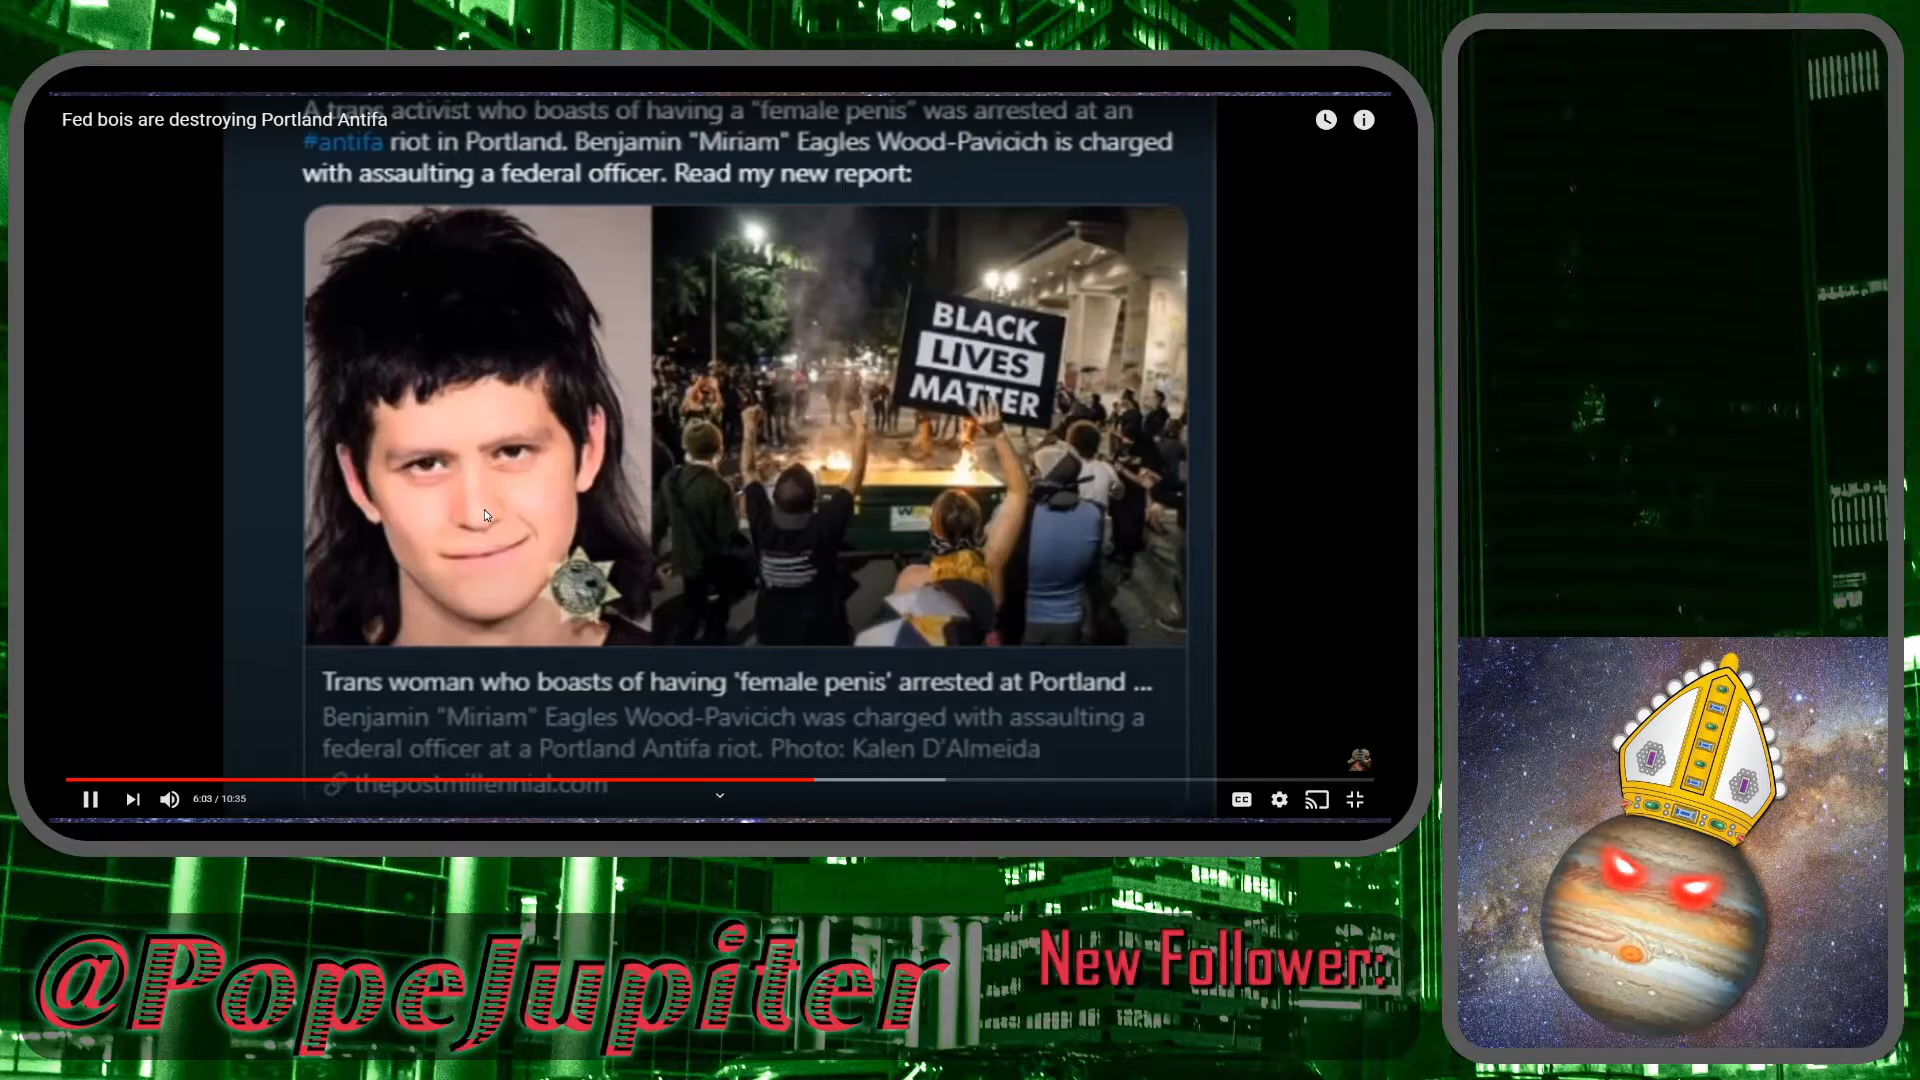 A trans activist who boasts of having a "female penis" was arrested at an
Fed bois are destroying Portland Antifa
#antifa riot in Portland. Benjamin "Miriam" Eagles Wood-Pavicich is charged
with assaulting a federal officer. Read my new report:
BLACK
LIVES
MATTER
Trans woman who boasts of having 'female penis' arrested at Portland ...
Benjamin "Miriam" Eagles Wood-Pavicich was charged with assaulting a
federal officer at a Portland Antifa riot. Photo: Kalen D'Almeida
thepostmillennial.com
6:03 / 10:35
CC
@PopeJupiter
New Follower: